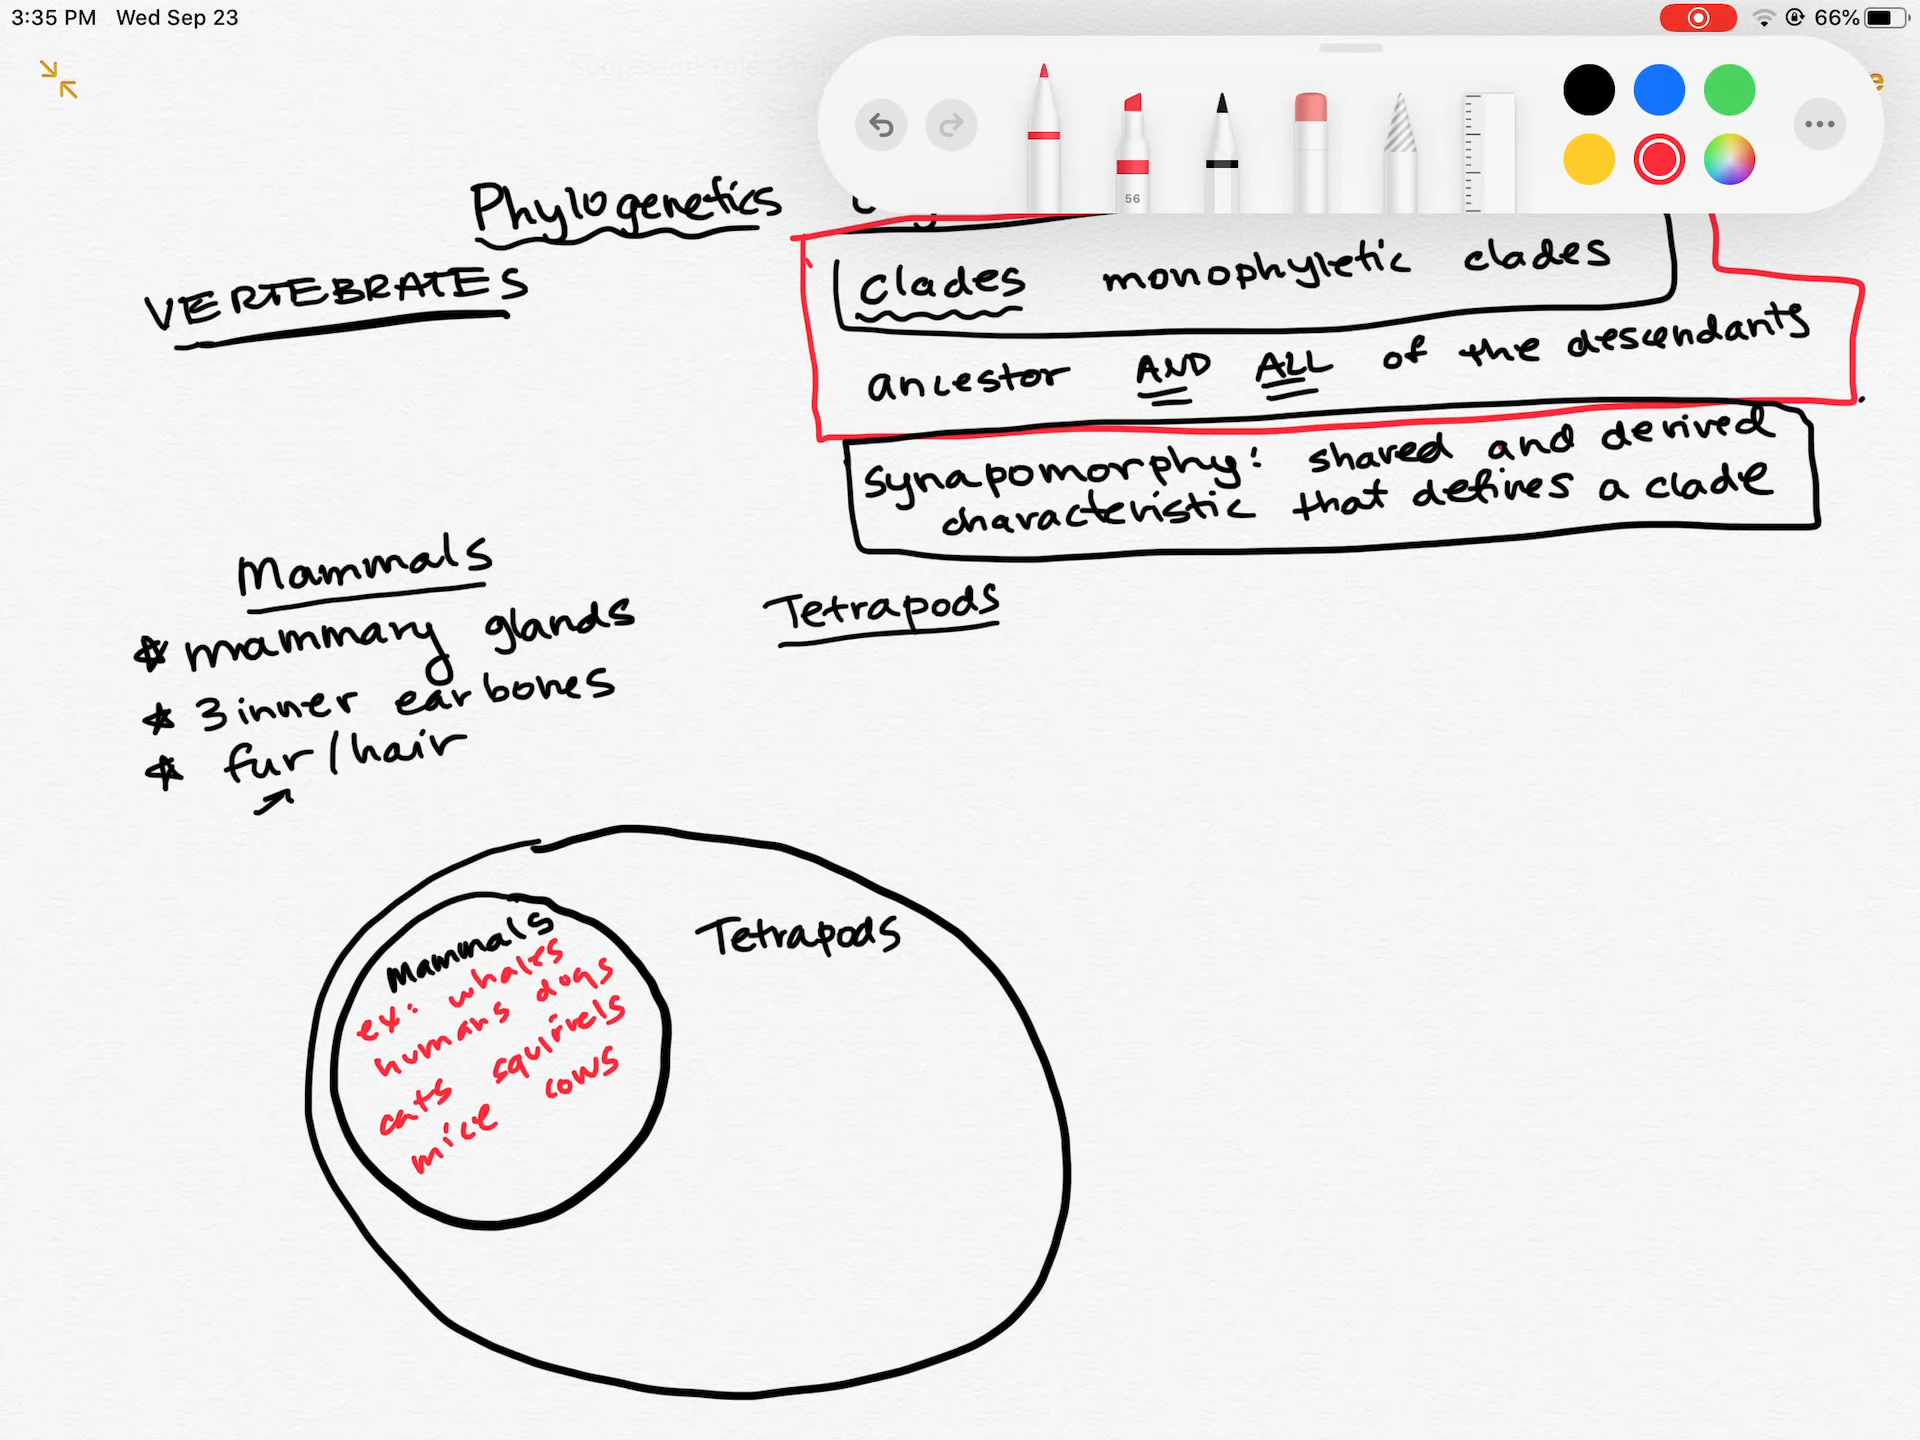 3:35 PM Wed Sep 23
66%
56
Phylogenetics
VERTEBRATES
Clades monophyletic clades
ancestor AND ALL of the descendants
synapomorphy: shared and derived
characteristic that defines a clade
Mammals
* mammary glands
* 3 inner ear bones
* fur/hair
Tetrapods
Mammals
ex: whales
humans dogs
cats squirrels
mice cows
Tetrapods